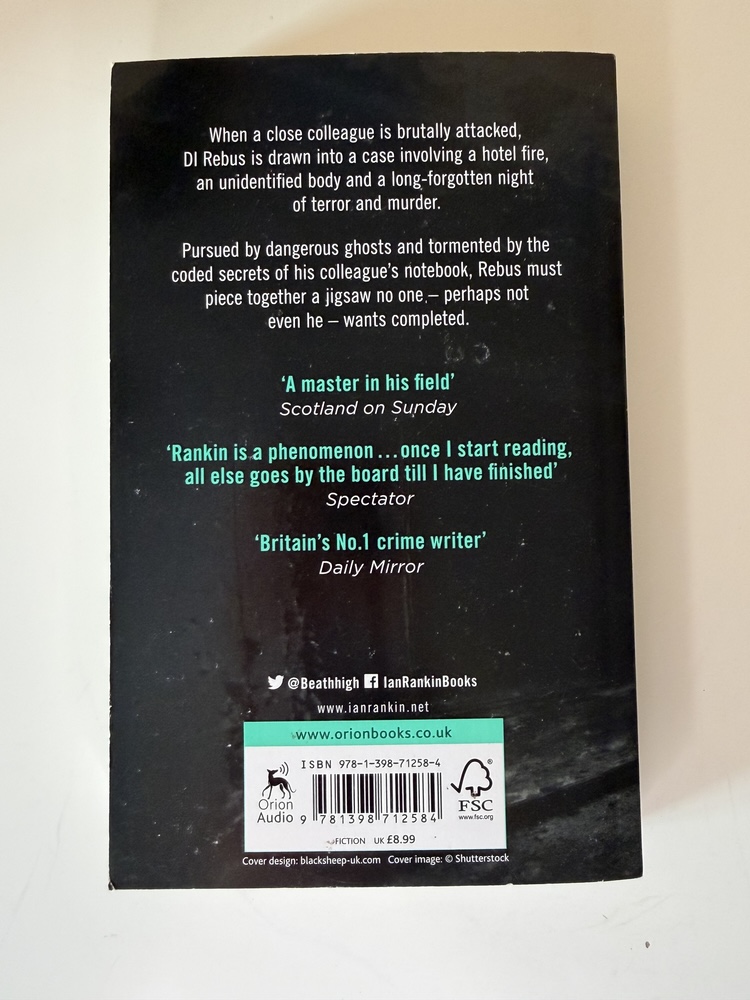 When a close colleague is brutally attacked,
DI Rebus is drawn into a case involving a hotel fire,
an unidentified body and a long-forgotten night
of terror and murder.
Pursued by dangerous ghosts and tormented by the
coded secrets of his colleague's notebook, Rebus must
piece together a jigsaw no one – perhaps not
even he – wants completed.
'A master in his field'
Scotland on Sunday
'Rankin is a phenomenon ... once I start reading,
all else goes by the board till I have finished'
Spectator
'Britain's No.1 crime writer'
Daily Mirror
@Beathhigh IanRankinBooks
www.ianrankin.net
www.orionbooks.co.uk
ISBN 978-1-398-71258-4
Orion
Audio
9 781398 712584
FSC®
www.fsc.org
FICTION UK £8.99
Cover design: blacksheep-uk.com Cover image: © Shutterstock